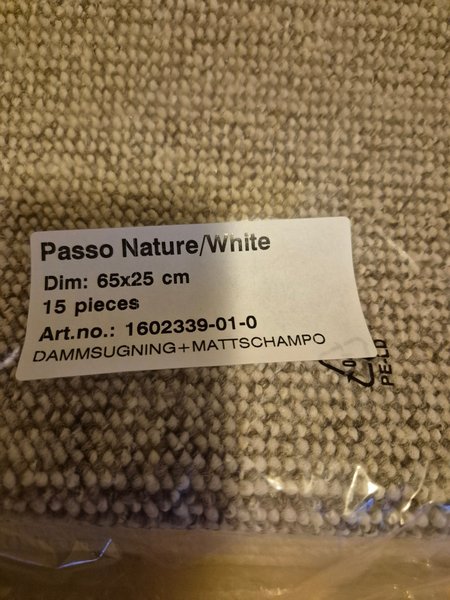 Passo Nature/White
Dim: 65x25 cm
15 pieces
Art.no.: 1602339-01-0
DAMMSUGNING+MATTSCHAMPO
PE-LD